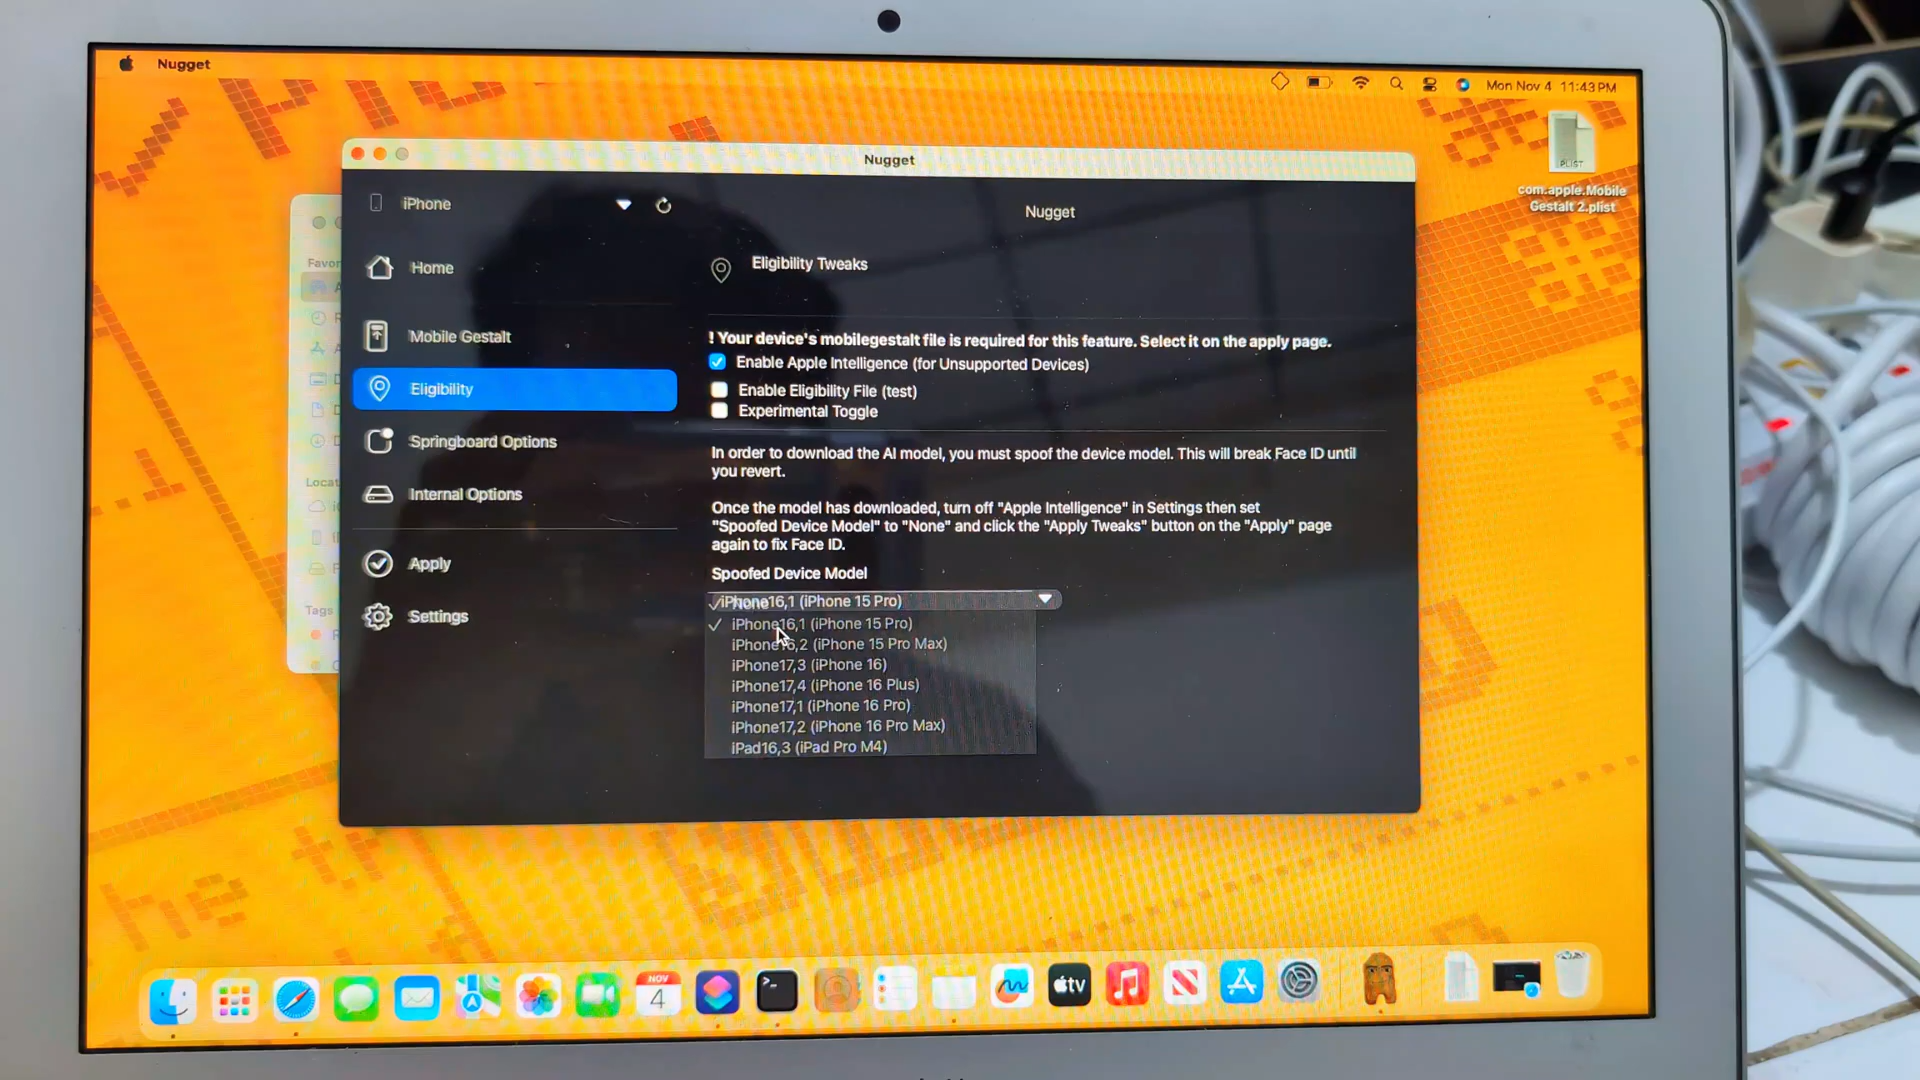 Nugget
Mon Nov 4 11:43 PM
PLIST
com.apple.Mobile
Gestalt 2.plist
Nugget
iPhone
Nugget
Home
Mobile Gestalt
Eligibility
Springboard Options
Internal Options
Apply
Settings
Eligibility Tweaks
! Your device's mobilegestalt file is required for this feature. Select it on the apply page.
Enable Apple Intelligence (for Unsupported Devices)
Enable Eligibility File (test)
Experimental Toggle
In order to download the AI model, you must spoof the device model. This will break Face ID until
you revert.
Once the model has downloaded, turn off "Apple Intelligence" in Settings then set
"Spoofed Device Model" to "None" and click the "Apply Tweaks" button on the "Apply" page
again to fix Face ID.
Spoofed Device Model
iPhone16,1 (iPhone 15 Pro)
iPhone16,1 (iPhone 15 Pro)
iPhone16,2 (iPhone 15 Pro Max)
iPhone17,3 (iPhone 16)
iPhone17,4 (iPhone 16 Plus)
iPhone17,1 (iPhone 16 Pro)
iPhone17,2 (iPhone 16 Pro Max)
iPad16,3 (iPad Pro M4)
Favor
Locat
Tags
NOV
4
tv